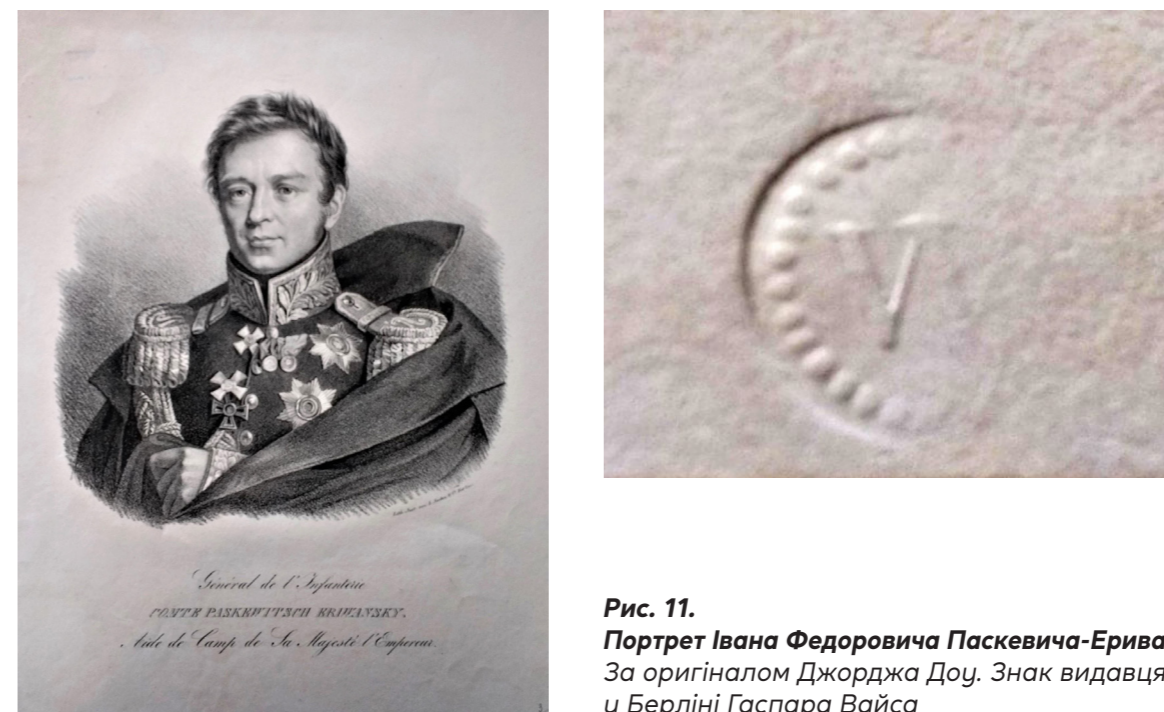 Général de l'Infanterie
COMTE PASKEWITSCH ERIWANSKY.
Aide de Camp de Sa Majesté l'Empereur.
V
Рис. 11.
Портрет Івана Федоровича Паскевича-Ерива
За оригіналом Джорджа Доу. Знак видавця
у Берліні Гаспара Вайса